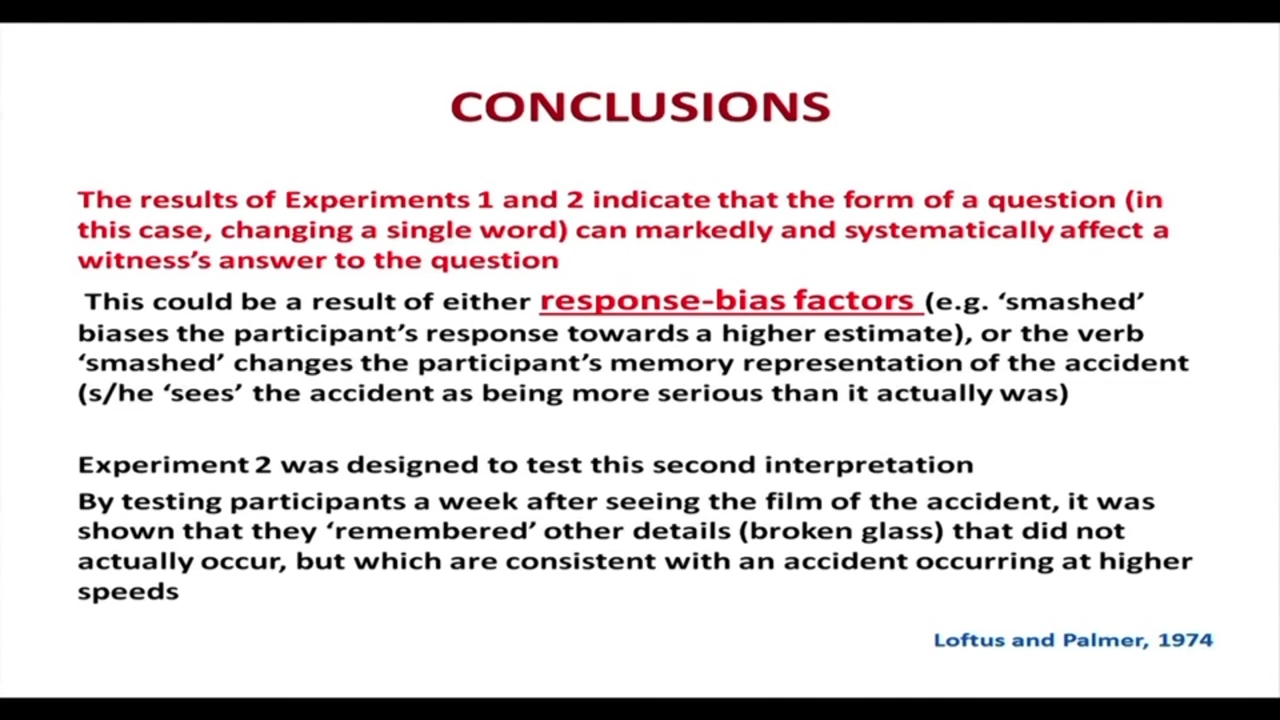 CONCLUSIONS
The results of Experiments 1 and 2 indicate that the form of a question (in
this case, changing a single word) can markedly and systematically affect a
witness’s answer to the question
This could be a result of either response-bias factors (e.g. ‘smashed’
biases the participant’s response towards a higher estimate), or the verb
‘smashed’ changes the participant’s memory representation of the accident
(s/he ‘sees’ the accident as being more serious than it actually was)
Experiment 2 was designed to test this second interpretation
By testing participants a week after seeing the film of the accident, it was
shown that they ‘remembered’ other details (broken glass) that did not
actually occur, but which are consistent with an accident occurring at higher
speeds
Loftus and Palmer, 1974